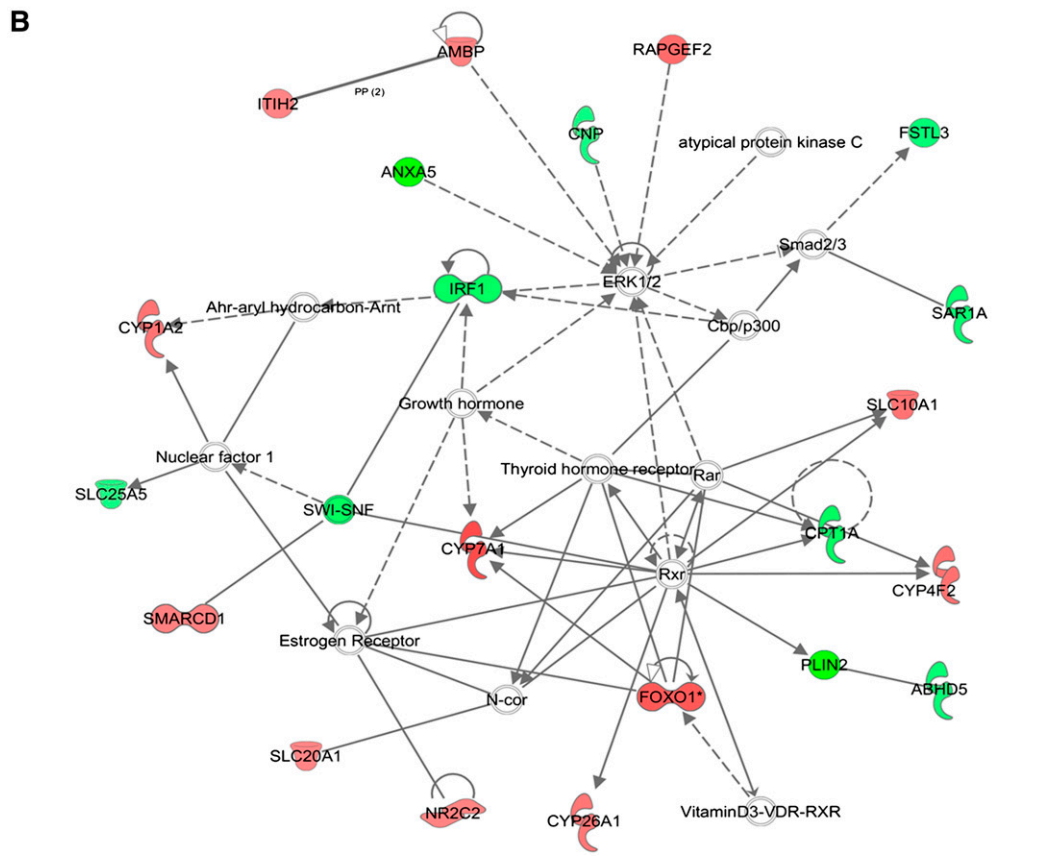 B
AMBP
RAPGEF2
PP (2)
ITIH2
CNP
FSTL3
atypical protein kinase C
ANXA5
Smad2/3
ERK1/2
IRF1
Ahr-aryl hydrocarbon-Arnt
SAR1A
CYP1A2
Cbp/p300
Growth hormone
SLC10A1
Nuclear factor 1
Thyroid hormone receptor
Rar
SLC25A5
SWI-SNF
CPT1A
CYP7A1
Rxr
CYP4F2
SMARCD1
Estrogen Receptor
PLIN2
ABHD5
N-cor
FOXO1*
SLC20A1
NR2C2
CYP26A1
VitaminD3-VDR-RXR